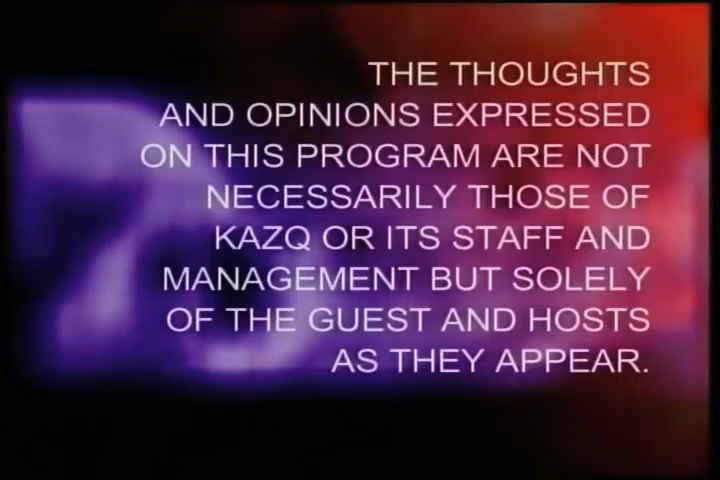 THE THOUGHTS
AND OPINIONS EXPRESSED
ON THIS PROGRAM ARE NOT
NECESSARILY THOSE OF
KAZQ OR ITS STAFF AND
MANAGEMENT BUT SOLELY
OF THE GUEST AND HOSTS
AS THEY APPEAR.